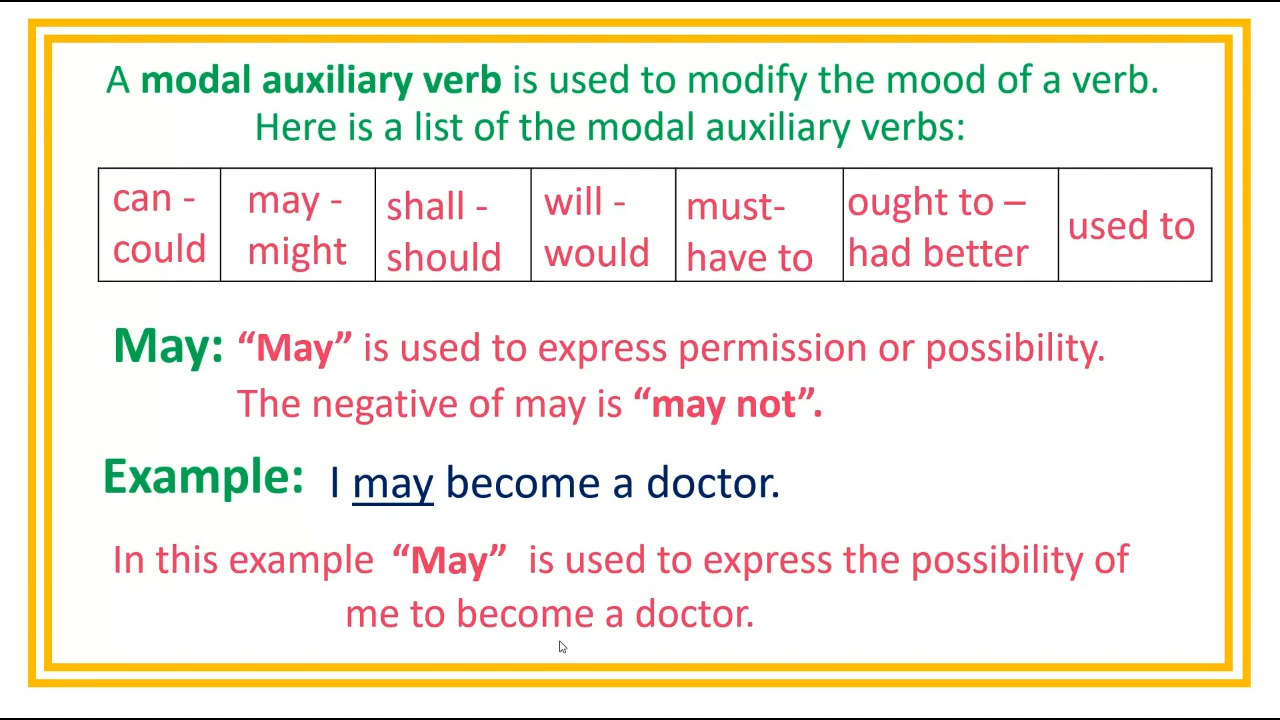 A modal auxiliary verb is used to modify the mood of a verb.
Here is a list of the modal auxiliary verbs:
can -
could
may -
might
shall -
should
will -
would
must-
have to
ought to –
had better
used to
May: “May” is used to express permission or possibility.
The negative of may is “may not”.
Example: I may become a doctor.
In this example “May” is used to express the possibility of
me to become a doctor.